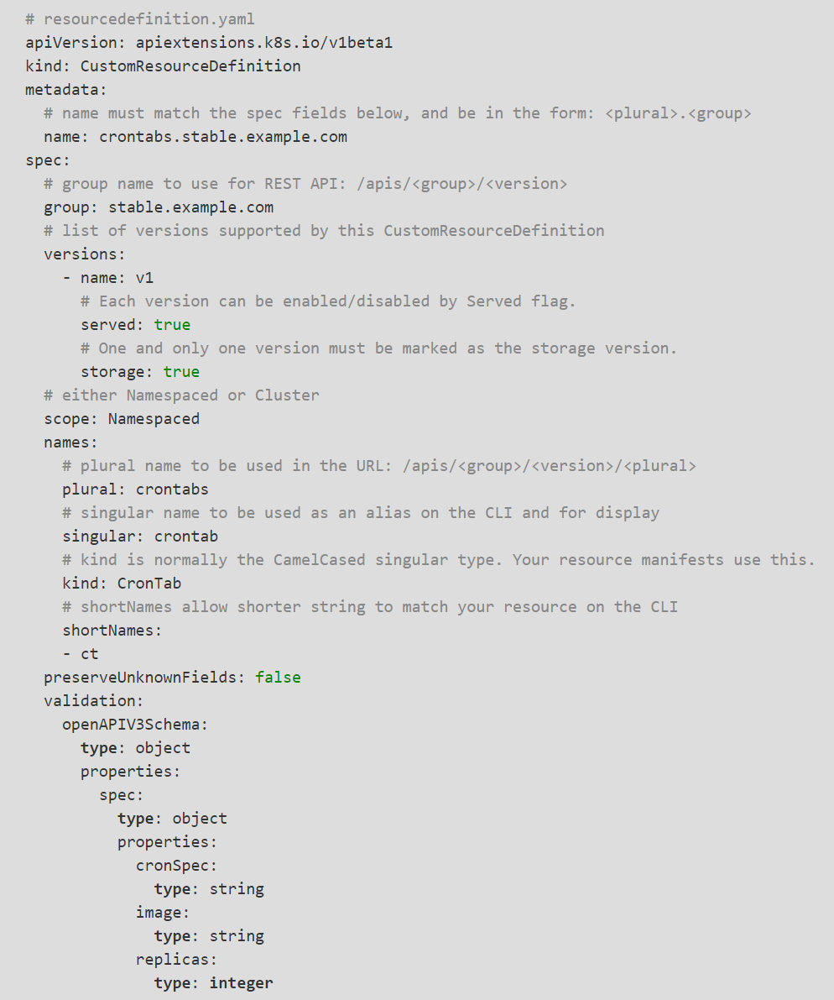 # resourcedefinition.yaml
apiVersion: apiextensions.k8s.io/v1beta1
kind: CustomResourceDefinition
metadata:
  # name must match the spec fields below, and be in the form: <plural>.<group>
  name: crontabs.stable.example.com
spec:
  # group name to use for REST API: /apis/<group>/<version>
  group: stable.example.com
  # list of versions supported by this CustomResourceDefinition
  versions:
    - name: v1
      # Each version can be enabled/disabled by Served flag.
      served: true
      # One and only one version must be marked as the storage version.
      storage: true
  # either Namespaced or Cluster
  scope: Namespaced
  names:
    # plural name to be used in the URL: /apis/<group>/<version>/<plural>
    plural: crontabs
    # singular name to be used as an alias on the CLI and for display
    singular: crontab
    # kind is normally the CamelCased singular type. Your resource manifests use this.
    kind: CronTab
    # shortNames allow shorter string to match your resource on the CLI
    shortNames:
    - ct
  preserveUnknownFields: false
  validation:
    openAPIV3Schema:
      type: object
      properties:
        spec:
          type: object
          properties:
            cronSpec:
              type: string
            image:
              type: string
            replicas:
              type: integer